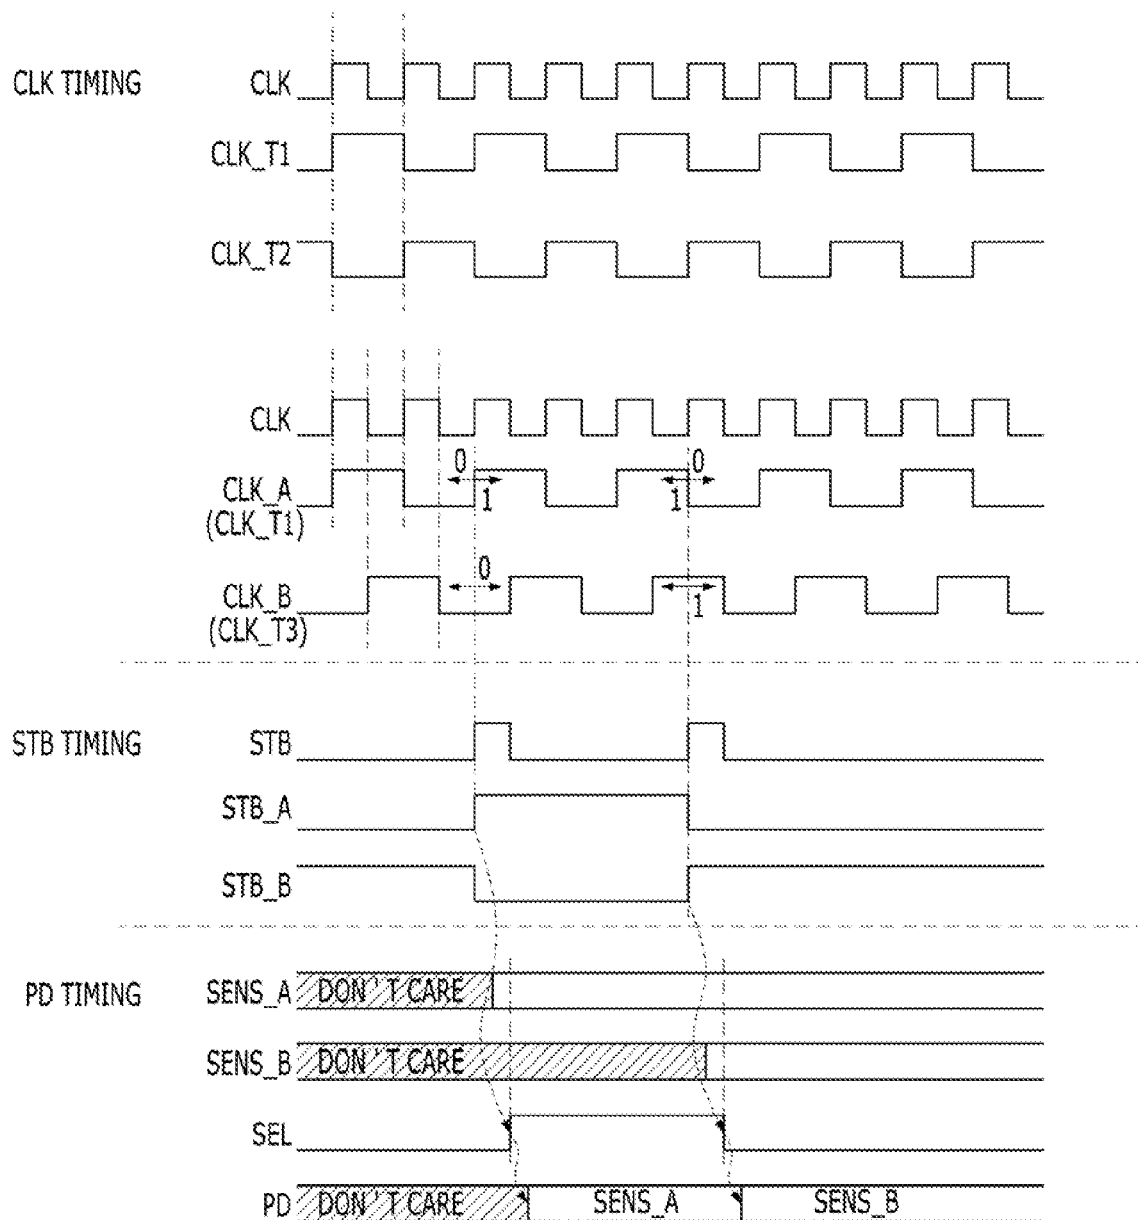 CLK TIMING
CLK
CLK_T1
CLK_T2
CLK
CLK_A
(CLK_T1)
0
1
0
1
CLK_B
(CLK_T3)
0
1
STB TIMING
STB
STB_A
STB_B
PD TIMING
SENS_A
DON'T CARE
SENS_B
DON'T CARE
SEL
PD
DON'T CARE
SENS_A
SENS_B